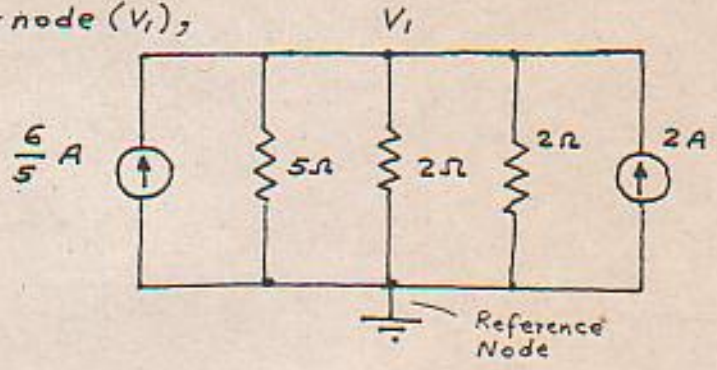 node (V₁),
V₁
6/5 A
5Ω
2Ω
2Ω
2A
Reference
Node